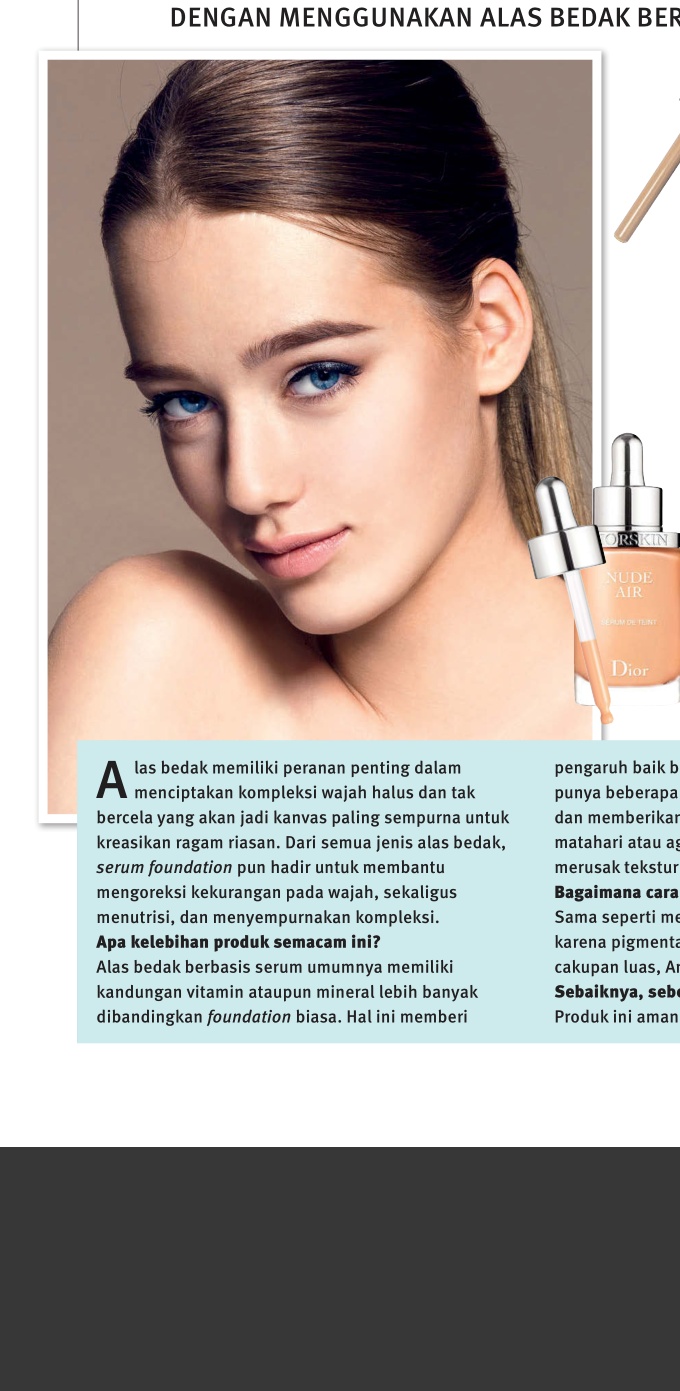 DENGAN MENGGUNAKAN ALAS BEDAK
ORSKIN
NUDE
AIR
SÉRUM DE TEINT
Dior
Alas bedak memiliki peranan penting dalam
menciptakan kompleksi wajah halus dan tak
bercela yang akan jadi kanvas paling sempurna untuk
kreasikan ragam riasan. Dari semua jenis alas bedak,
serum foundation pun hadir untuk membantu
mengoreksi kekurangan pada wajah, sekaligus
menutrisi, dan menyempurnakan kompleksi.
Apa kelebihan produk semacam ini?
Alas bedak berbasis serum umumnya memiliki
kandungan vitamin ataupun mineral lebih banyak
dibandingkan foundation biasa. Hal ini memberi
pengaruh baik b
punya beberapa
dan memberikan
matahari atau ag
merusak tekstur
Bagaimana cara
Sama seperti me
karena pigmenta
cakupan luas, An
Sebaiknya, sebe
Produk ini aman